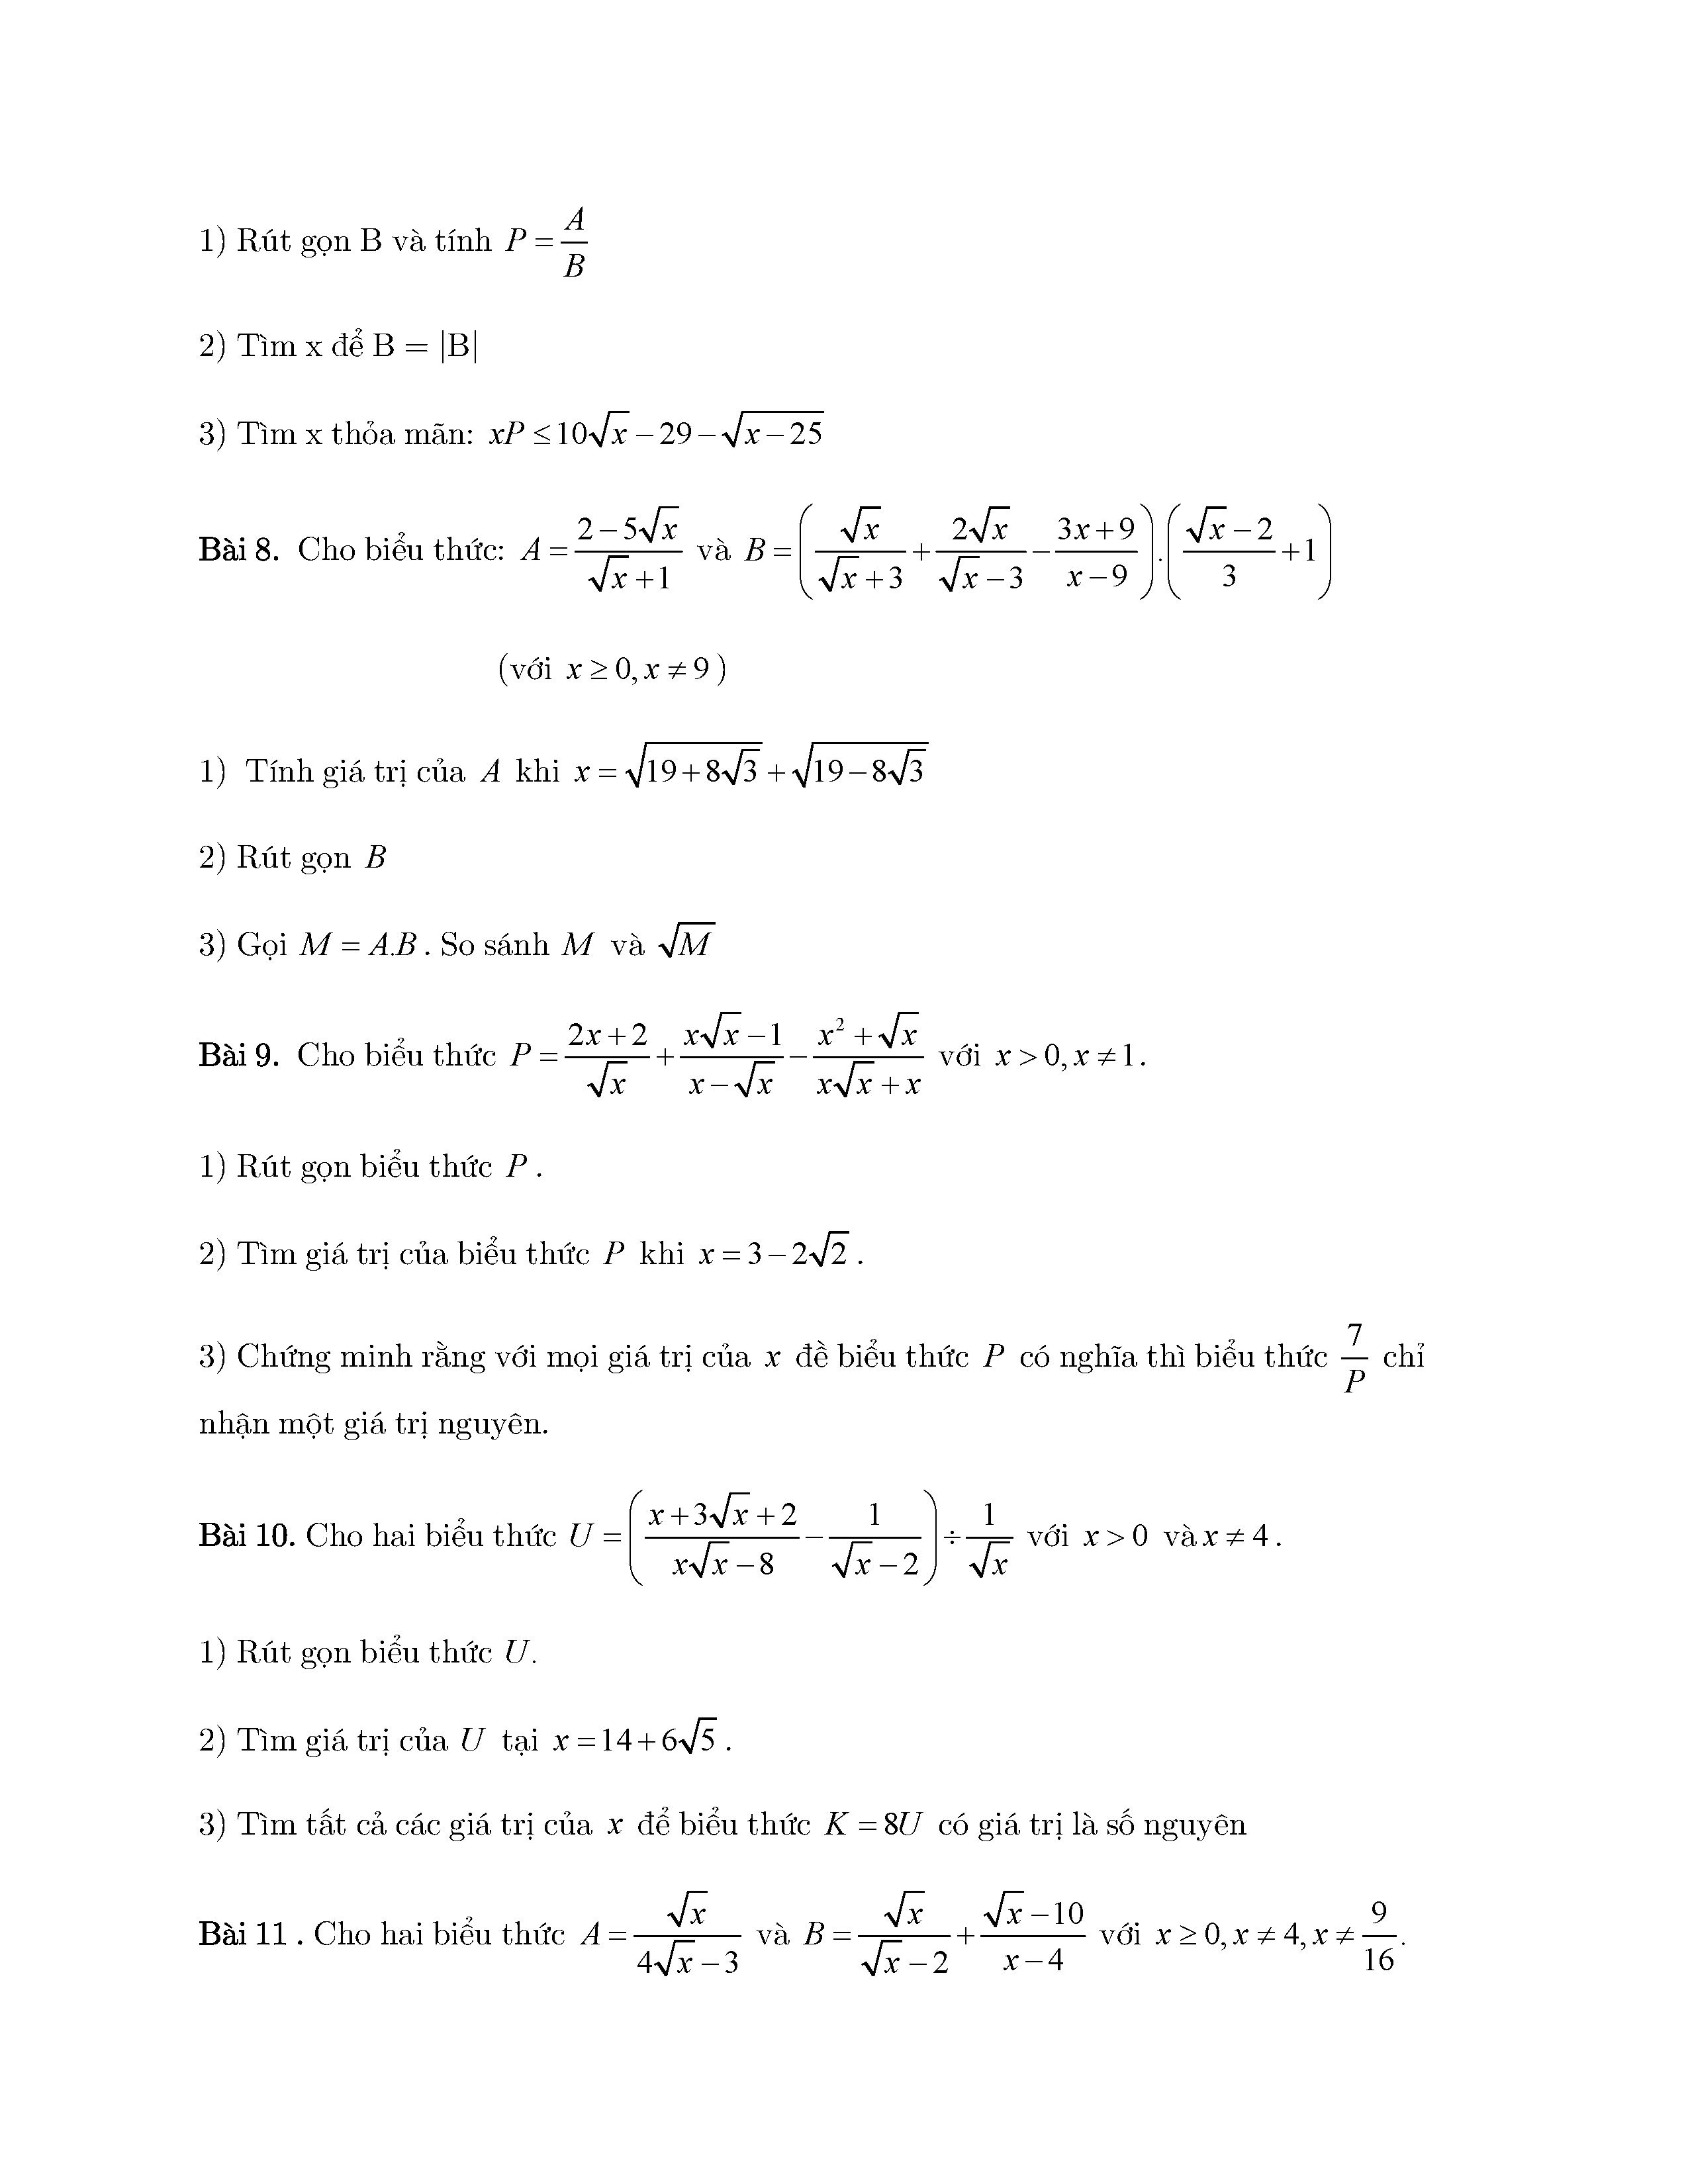 1) Rút gọn B và tính $P=\frac{A}{B}$
2) Tìm x để B = |B|
3) Tìm x thỏa mãn: $xP \leq 10\sqrt{x}-29-\sqrt{x-25}$
Bài 8. Cho biểu thức: $A=\frac{2-5\sqrt{x}}{\sqrt{x}+1}$ và $B=\left(\frac{\sqrt{x}}{\sqrt{x}+3}+\frac{2\sqrt{x}}{\sqrt{x}-3}-\frac{3x+9}{x-9}\right).\left(\frac{\sqrt{x}-2}{3}+1\right)$
(với $x \geq 0, x \neq 9$)
1) Tính giá trị của $A$ khi $x=\sqrt{19+8\sqrt{3}}+\sqrt{19-8\sqrt{3}}$
2) Rút gọn $B$
3) Gọi $M=A.B$. So sánh $M$ và $\sqrt{M}$
Bài 9. Cho biểu thức $P=\frac{2x+2}{\sqrt{x}}+\frac{x\sqrt{x}-1}{x-\sqrt{x}}-\frac{x^2+\sqrt{x}}{x\sqrt{x}+x}$ với $x>0, x \neq 1$.
1) Rút gọn biểu thức $P$.
2) Tìm giá trị của biểu thức $P$ khi $x=3-2\sqrt{2}$.
3) Chứng minh rằng với mọi giá trị của $x$ đề biểu thức $P$ có nghĩa thì biểu thức $\frac{7}{P}$ chỉ
nhận một giá trị nguyên.
Bài 10. Cho hai biểu thức $U=\left(\frac{x+3\sqrt{x}+2}{x\sqrt{x}-8}-\frac{1}{\sqrt{x}-2}\right)\div\frac{1}{\sqrt{x}}$ với $x>0$ và $x \neq 4$.
1) Rút gọn biểu thức $U$.
2) Tìm giá trị của $U$ tại $x=14+6\sqrt{5}$.
3) Tìm tất cả các giá trị của $x$ để biểu thức $K=8U$ có giá trị là số nguyên
Bài 11 . Cho hai biểu thức $A=\frac{\sqrt{x}}{4\sqrt{x}-3}$ và $B=\frac{\sqrt{x}}{\sqrt{x}-2}+\frac{\sqrt{x}-10}{x-4}$ với $x \geq 0, x \neq 4, x \neq \frac{9}{16}$.